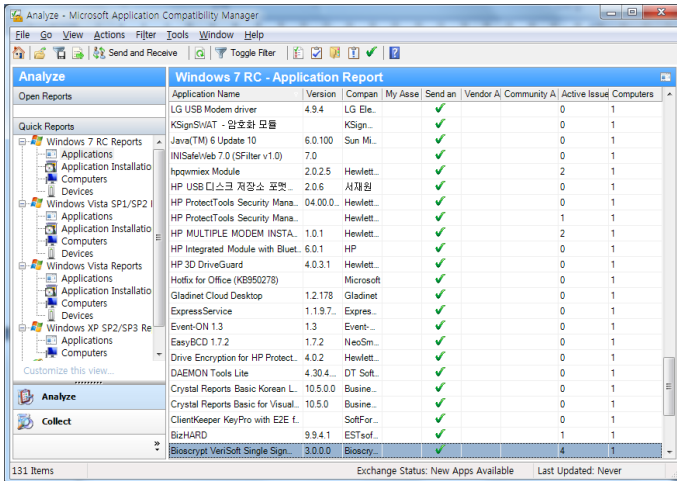 Analyze - Microsoft Application Compatibility Manager
File Go View Actions Filter Tools Window Help
Send and Receive Toggle Filter
Analyze
Open Reports
Quick Reports
Windows 7 RC Reports
Applications
Application Installatio
Computers
Devices
Windows Vista SP1/SP2 I
Applications
Application Installatio
Computers
Devices
Windows Vista Reports
Applications
Application Installatio
Computers
Devices
Windows XP SP2/SP3 Re
Applications
Computers
Customize this view...
Analyze
Collect
Windows 7 RC - Application Report
Application Name Version Compan My Asse Send an Vendor A Community A Active Issue Computers
LG USB Modem driver 4.9.4 LG Ele... 0 1
KSignSWAT - 암호화 모듈 KSign... 0 1
Java(TM) 6 Update 10 6.0.100 Sun Mi... 0 1
INISafeWeb 7.0 (SFilter v1.0) 7.0 0 1
hpqwmiex Module 2.0.2.5 Hewlett... 2 1
HP USB 디스크 저장소 포멧... 2.0.6 서재원 0 1
HP ProtectTools Security Mana... 04.00.0... Hewlett... 0 1
HP ProtectTools Security Mana... Hewlett... 1 1
HP MULTIPLE MODEM INSTA... 1.0.1 Hewlett... 2 1
HP Integrated Module with Bluet... 6.0.1 HP 0 1
HP 3D DriveGuard 4.0.3.1 Hewlett... 0 1
Hotfix for Office (KB950278) Microsoft 0 1
Gladinet Cloud Desktop 1.2.178 Gladinet 0 1
ExpressService 1.1.9.7... Expres... 0 1
Event-ON 1.3 1.3 Event-... 0 1
EasyBCD 1.7.2 1.7.2 NeoSm... 0 1
Drive Encryption for HP Protect... 4.0.2 Hewlett... 0 1
DAEMON Tools Lite 4.30.4... DT Soft... 0 1
Crystal Reports Basic Korean L... 10.5.0.0 Busine... 0 1
Crystal Reports Basic for Visual... 10.5.0 Busine... 0 1
ClientKeeper KeyPro with E2E f... SoftFor... 0 1
BizHARD 9.9.4.1 ESTsof... 1 1
Bioscrypt VeriSoft Single Sign... 3.0.0.0 Bioscry... 4 1
131 Items Exchange Status: New Apps Available Last Updated: Never